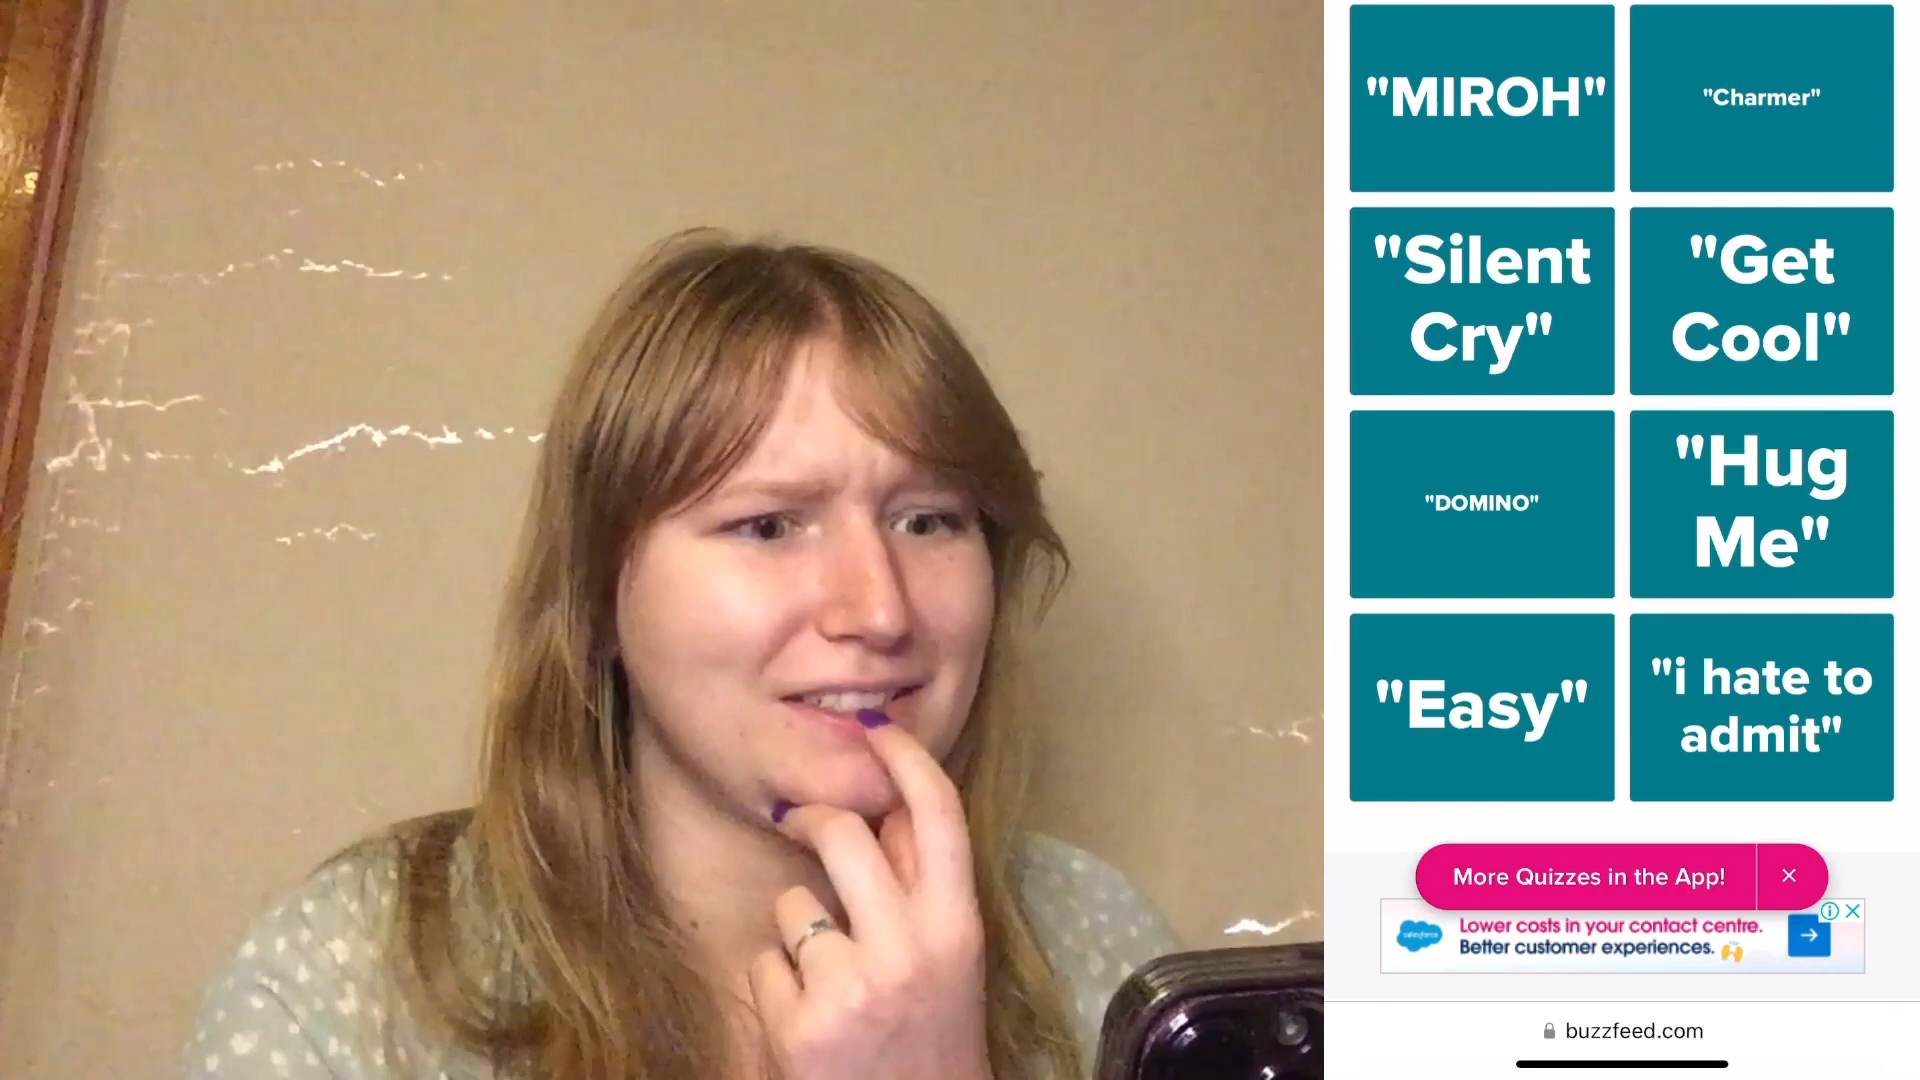 "MIROH"
"Charmer"
"Silent
Cry"
"Get
Cool"
"DOMINO"
"Hug
Me"
"Easy"
"i hate to
admit"
More Quizzes in the App!
salesforce
Lower costs in your contact centre.
Better customer experiences.
buzzfeed.com